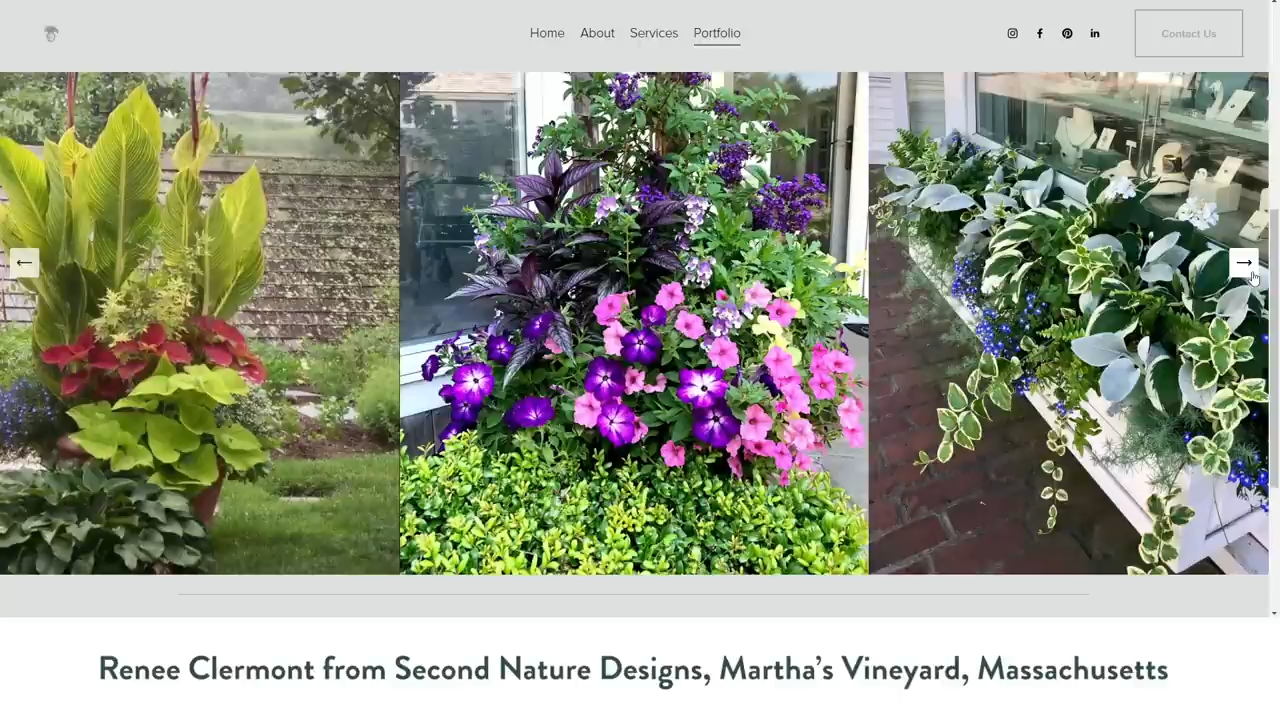 Home About Services Portfolio
Contact Us
Renee Clermont from Second Nature Designs, Martha's Vineyard, Massachusetts